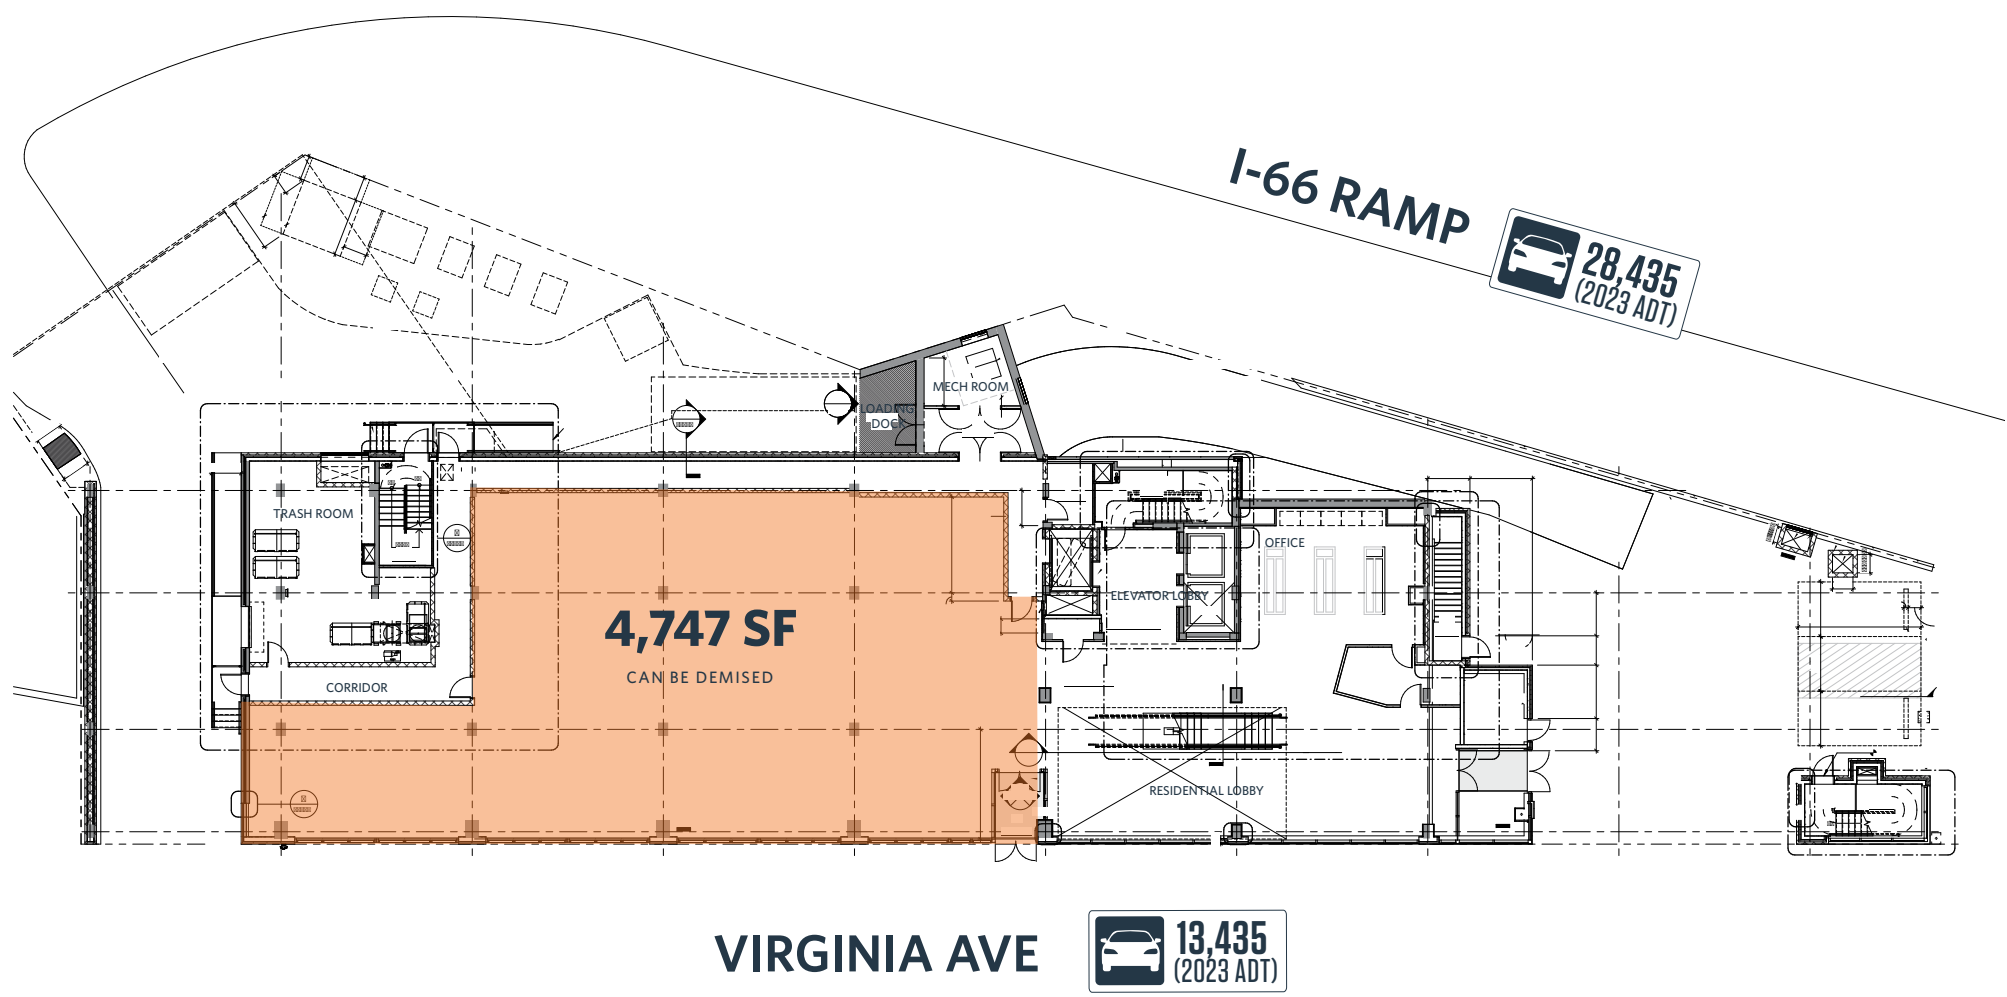 I-66 RAMP
28,435
(2023 ADT)
MECH ROOM
LOADING
DOCK
TRASH ROOM
OFFICE
ELEVATOR LOBBY
4,747 SF
CAN BE DEMISED
CORRIDOR
RESIDENTIAL LOBBY
VIRGINIA AVE
13,435
(2023 ADT)